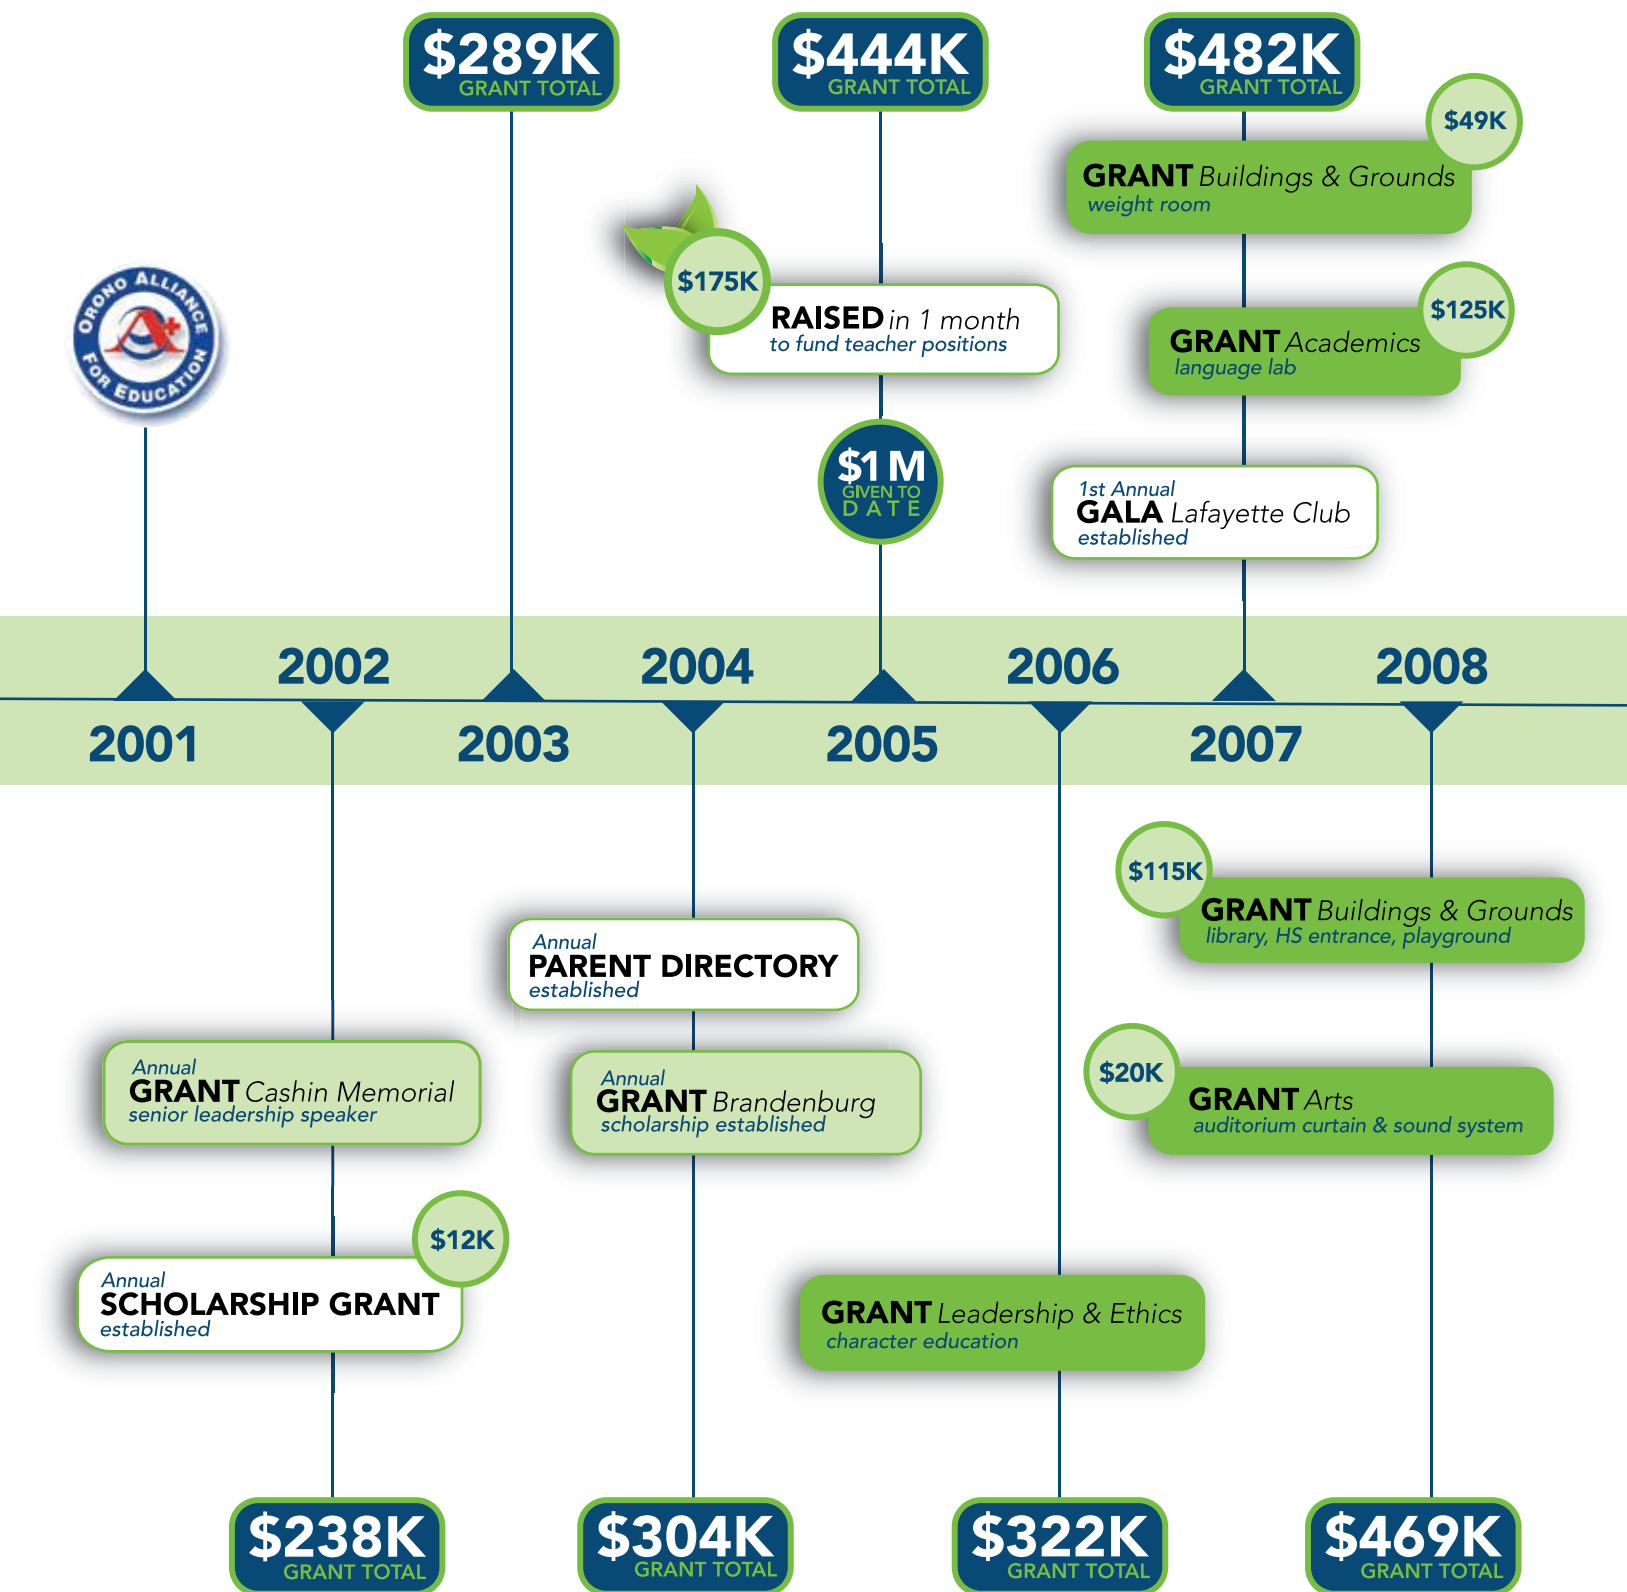 $289K
GRANT TOTAL
$444K
GRANT TOTAL
$482K
GRANT TOTAL
$49K
GRANT Buildings & Grounds
weight room
$175K
RAISED in 1 month
to fund teacher positions
$125K
GRANT Academics
language lab
ORONO ALLIANCE
A+
FOR EDUCATION
$1 M
GIVEN TO
DATE
1st Annual
GALA Lafayette Club
established
2002
2004
2006
2008
2001
2003
2005
2007
$115K
GRANT Buildings & Grounds
library, HS entrance, playground
Annual
PARENT DIRECTORY
established
Annual
GRANT Cashin Memorial
senior leadership speaker
Annual
GRANT Brandenburg
scholarship established
$20K
GRANT Arts
auditorium curtain & sound system
$12K
Annual
SCHOLARSHIP GRANT
established
GRANT Leadership & Ethics
character education
$238K
GRANT TOTAL
$304K
GRANT TOTAL
$322K
GRANT TOTAL
$469K
GRANT TOTAL